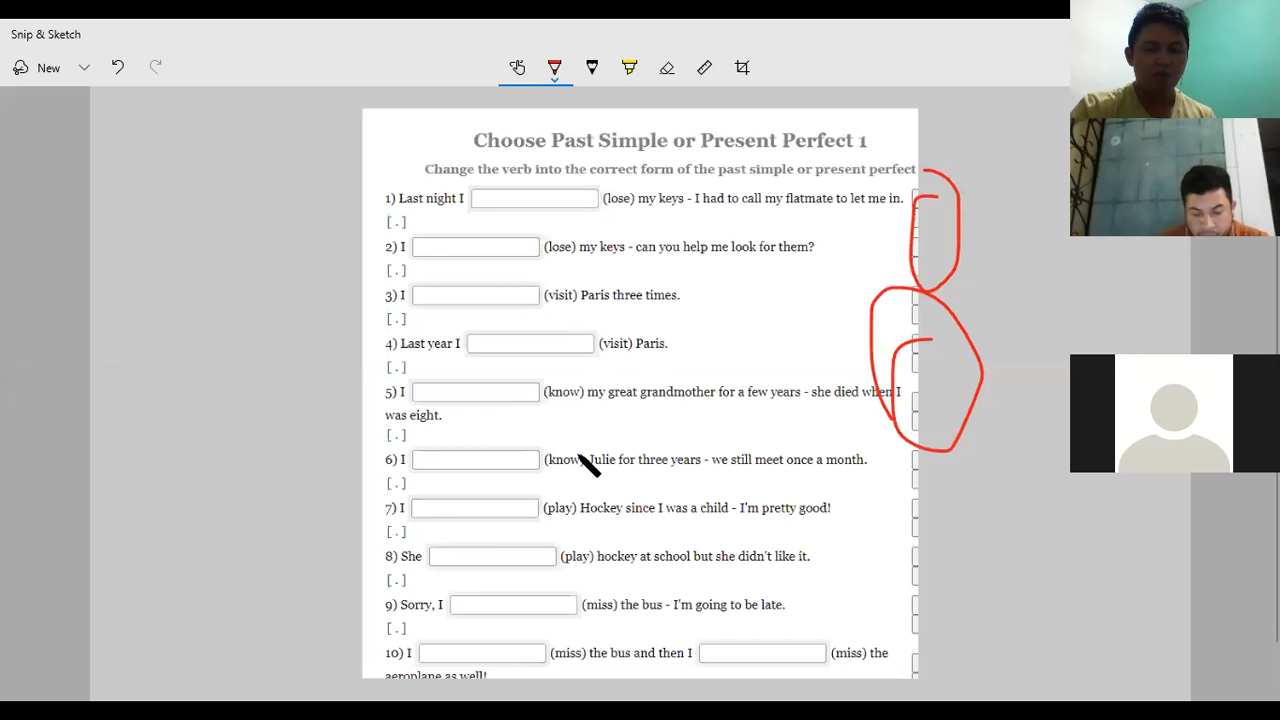 Snip & Sketch
New
Choose Past Simple or Present Perfect 1
Change the verb into the correct form of the past simple or present perfect
1) Last night I (lose) my keys - I had to call my flatmate to let me in.
[ . ]
2) I (lose) my keys - can you help me look for them?
[ . ]
3) I (visit) Paris three times.
[ . ]
4) Last year I (visit) Paris.
[ . ]
5) I (know) my great grandmother for a few years - she died when I
was eight.
[ . ]
6) I (know) Julie for three years - we still meet once a month.
[ . ]
7) I (play) Hockey since I was a child - I'm pretty good!
[ . ]
8) She (play) hockey at school but she didn't like it.
[ . ]
9) Sorry, I (miss) the bus - I'm going to be late.
[ . ]
10) I (miss) the bus and then I (miss) the
aeroplane as well!